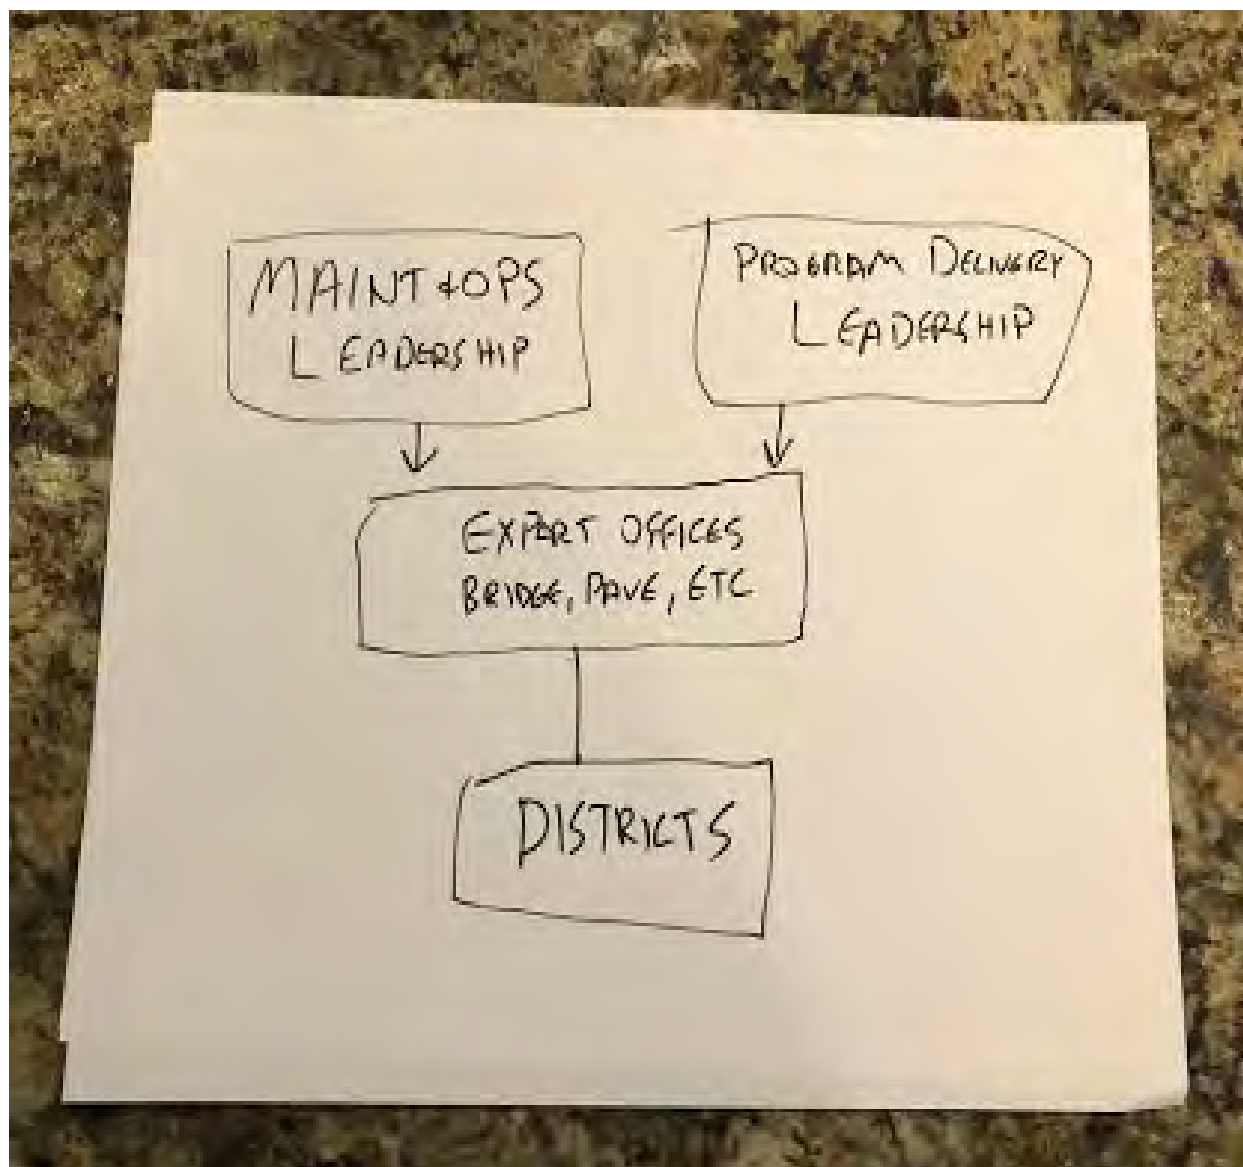 MAINT + OPS
LEADERSHIP
PROGRAM DELIVERY
LEADERSHIP
EXPERT OFFICES
BRIDGE, PAVE, ETC
DISTRICTS